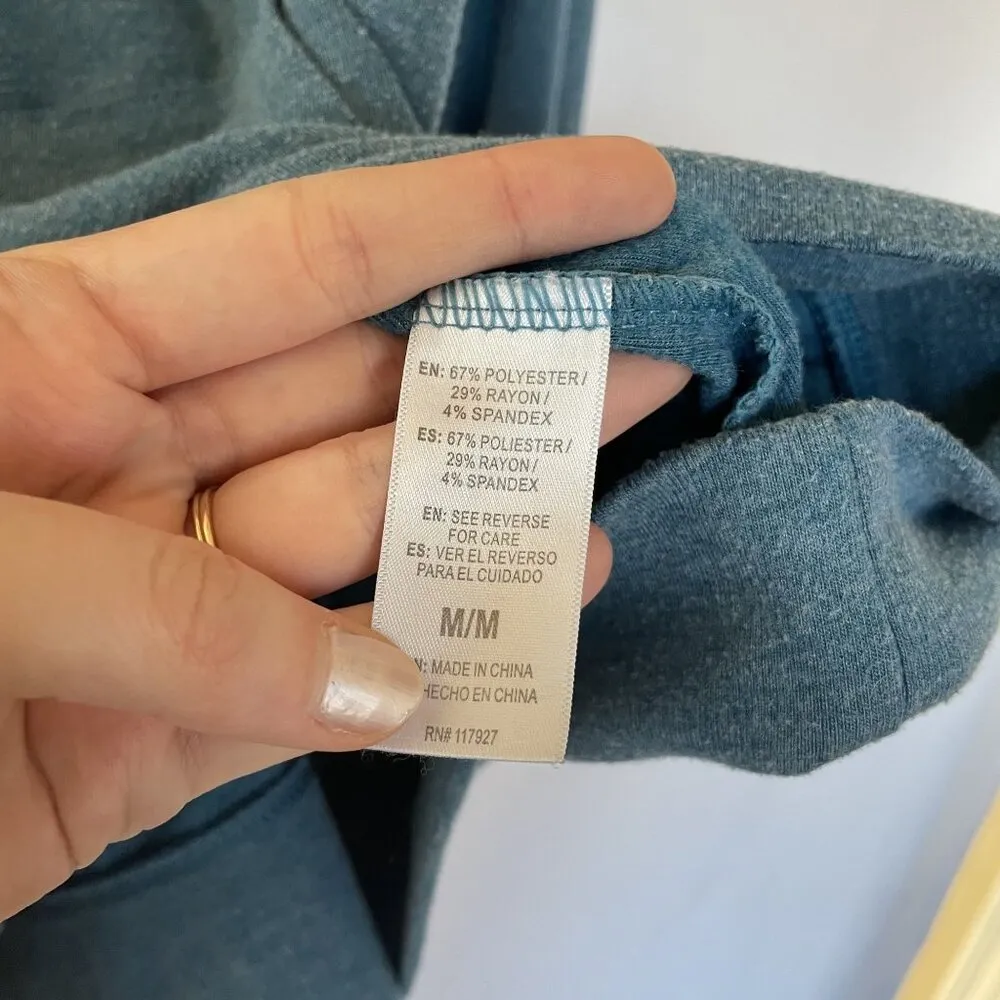 EN: 67% POLYESTER/
29% RAYON/
4% SPANDEX
ES: 67% POLIESTER/
29% RAYON/
4% SPANDEX
EN: SEE REVERSE
FOR CARE
ES: VER EL REVERSO
PARA EL CUIDADO
M/M
N: MADE IN CHINA
HECHO EN CHINA
RN# 117927